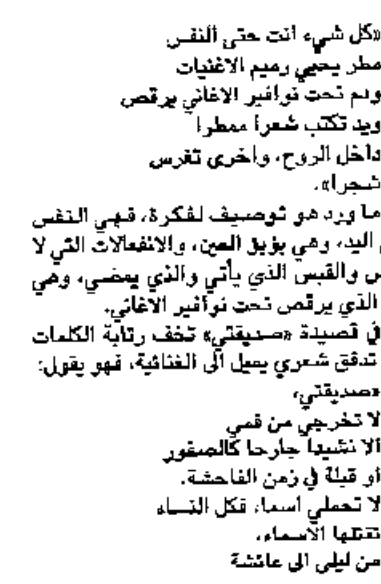 «كل شيء انت حتى النفس
مطر يحيي رميم الاغنيات
ودم تحت نوافير الاغاني يرقص
ويد تكتب شعرا ممطرا
داخل الروح، واخرى تغرس
شجرا».
ما ورد هو توصيف لفكرة، فهي النفس
اليد، وهي بؤبؤ العين، والانفعالات التي لا
س والقبس الذي يأتي والذي يمضي، وهي
الذي يرقص تحت نوافير الاغاني.
في قصيدة «صديقتي» تخف رتابة الكلمات
تدفق شعري يميل الى الغنائية، فهو يقول:
«صديقتي،
لا تخرجي من قمي
الا نشيدا جارحا كالصقور
أو قبلة في زمن الفاحشة.
لا تحملي اسما، فكل النساء
تقتلها الاسماء،
من ليلى الى عائشة